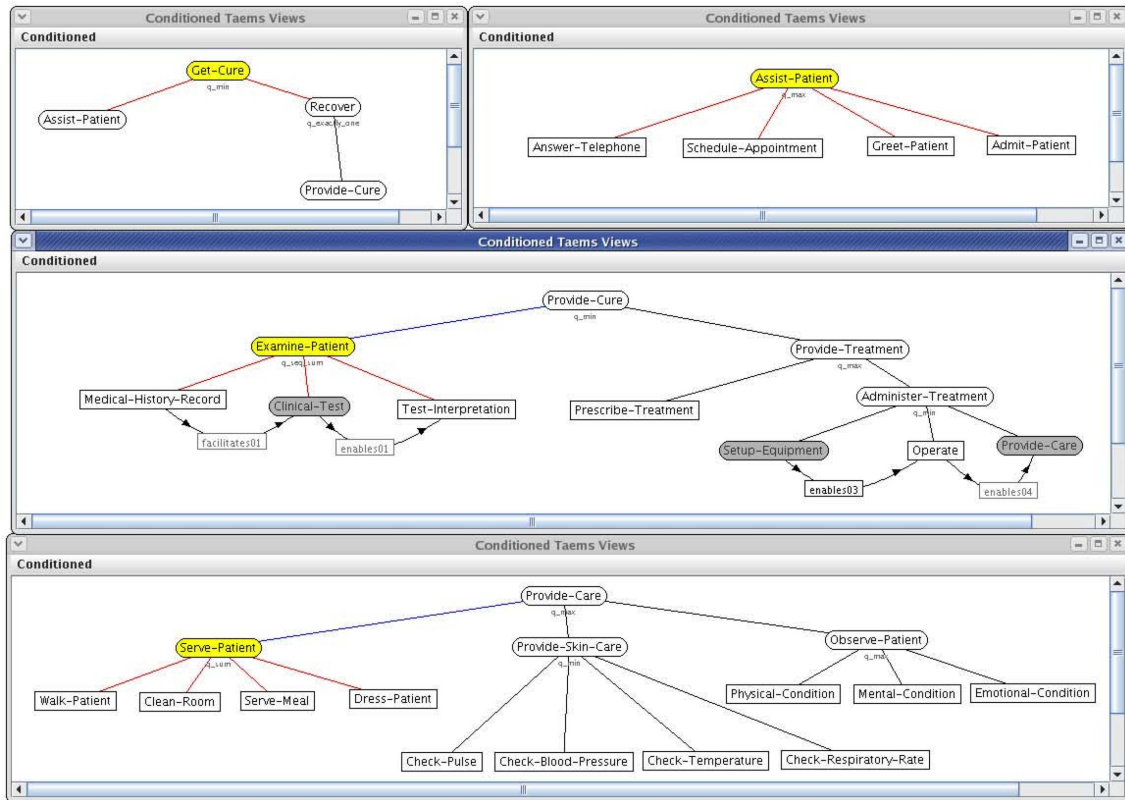 Conditioned Taems Views
Conditioned
Get-Cure
q_min
Assist-Patient
Recover
q_exactly_one
Provide-Cure
Conditioned Taems Views
Conditioned
Assist-Patient
q_max
Answer-Telephone
Schedule-Appointment
Greet-Patient
Admit-Patient
Conditioned Taems Views
Conditioned
Provide-Cure
q_min
Examine-Patient
q_seq_sum
Provide-Treatment
q_max
Medical-History-Record
Clinical-Test
Test-Interpretation
Prescribe-Treatment
Administer-Treatment
q_min
facilitates01
enables01
Setup-Equipment
Operate
Provide-Care
enables03
enables04
Conditioned Taems Views
Conditioned
Provide-Care
q_max
Serve-Patient
q_sum
Provide-Skin-Care
q_min
Observe-Patient
q_max
Walk-Patient
Clean-Room
Serve-Meal
Dress-Patient
Physical-Condition
Mental-Condition
Emotional-Condition
Check-Pulse
Check-Blood-Pressure
Check-Temperature
Check-Respiratory-Rate